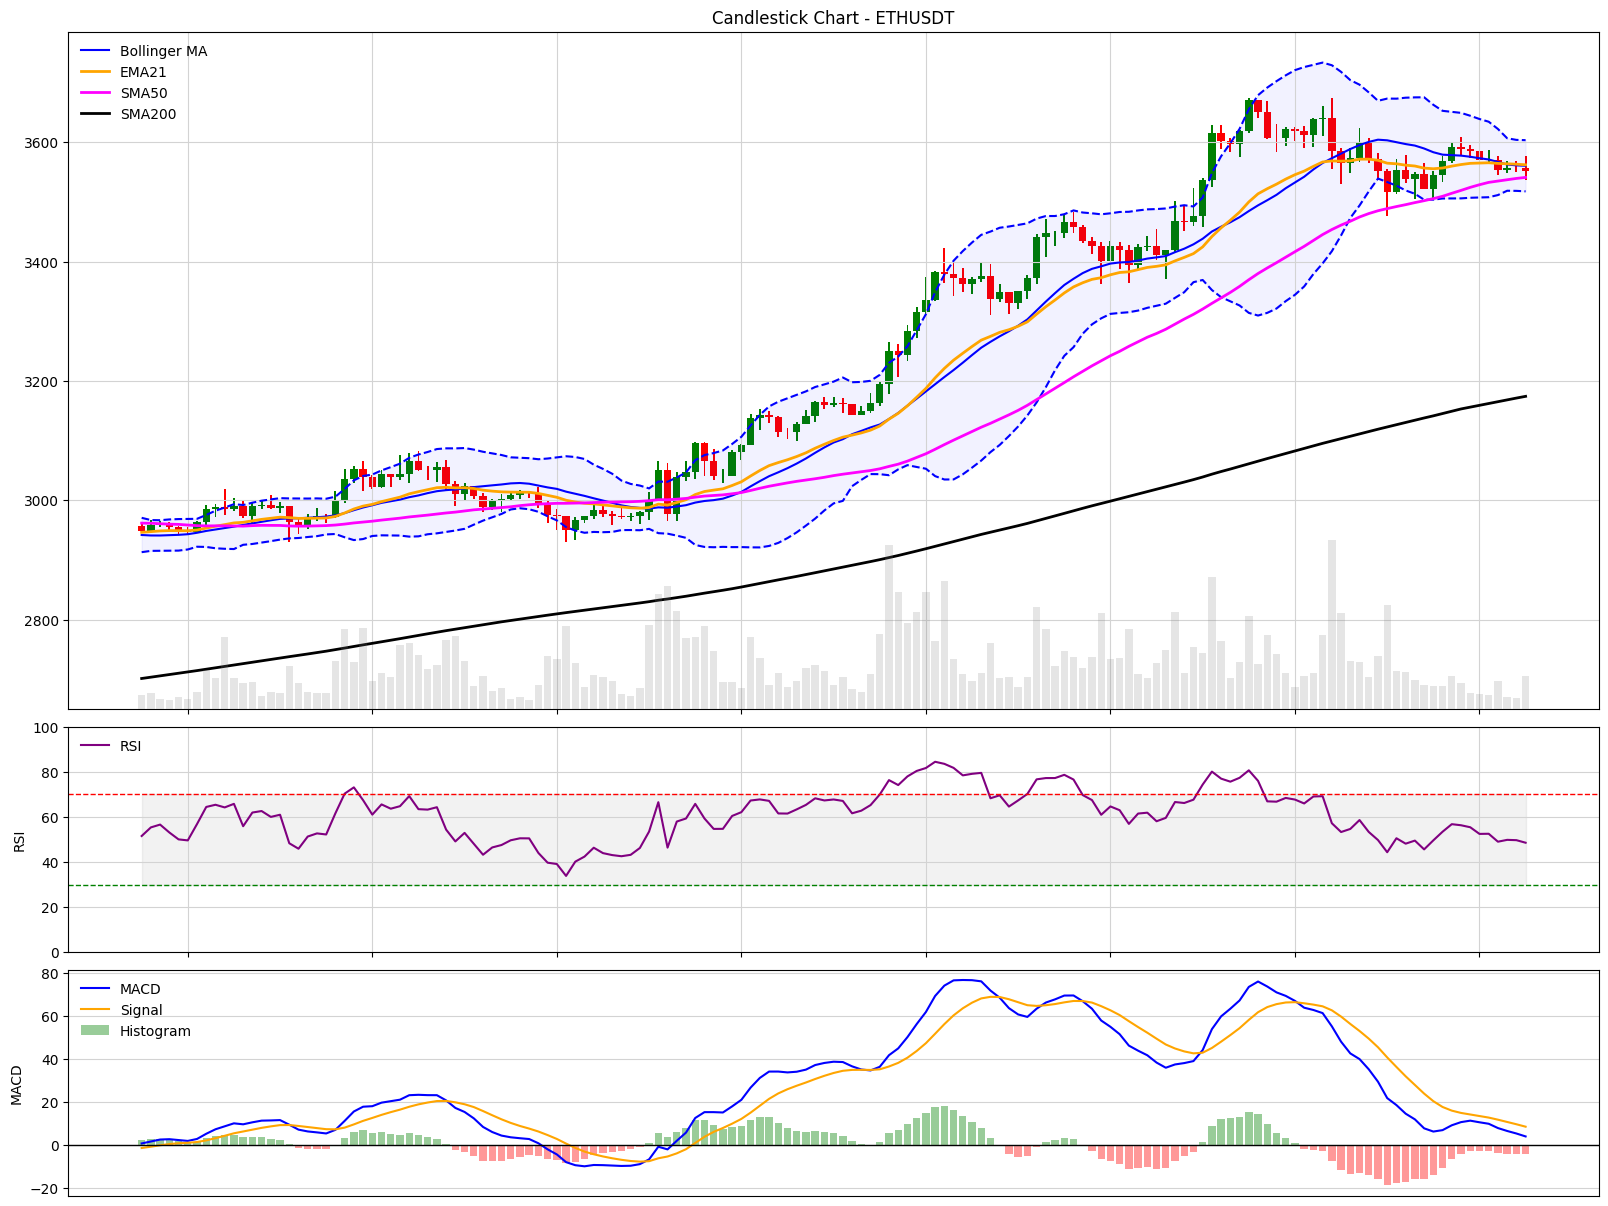 Candlestick Chart - ETHUSDT
Bollinger MA
EMA21
SMA50
SMA200
3600
3400
3200
3000
2800
RSI
100
80
60
40
20
0
RSI
MACD
Signal
Histogram
80
60
40
20
0
−20
MACD